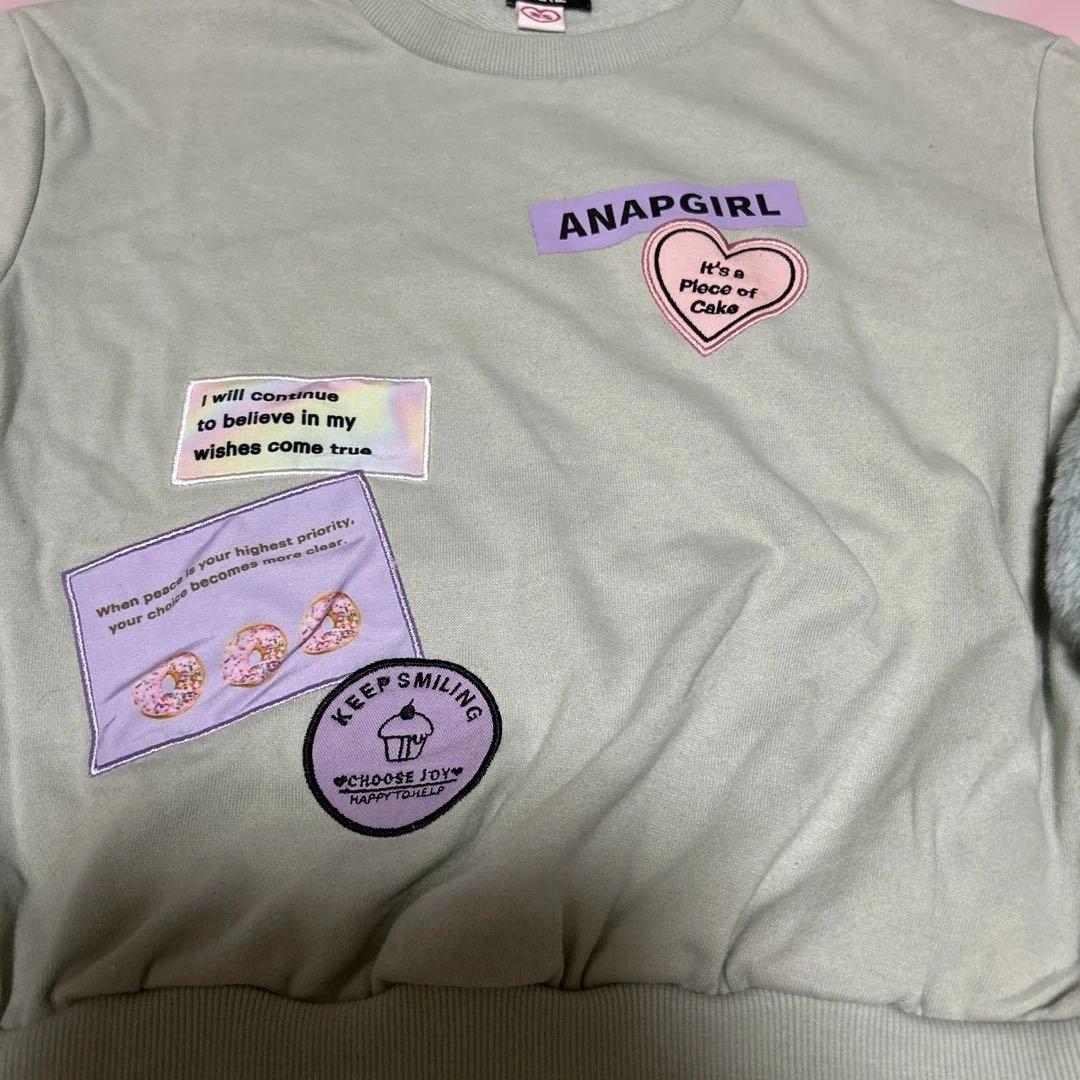 ANAPGIRL
It's a
Piece of
Cake
I will continue
to believe in my
wishes come true
When peace is your highest priority,
your choice becomes more clear.
KEEP SMILING
CHOOSE JOY
HAPPY TO HELP